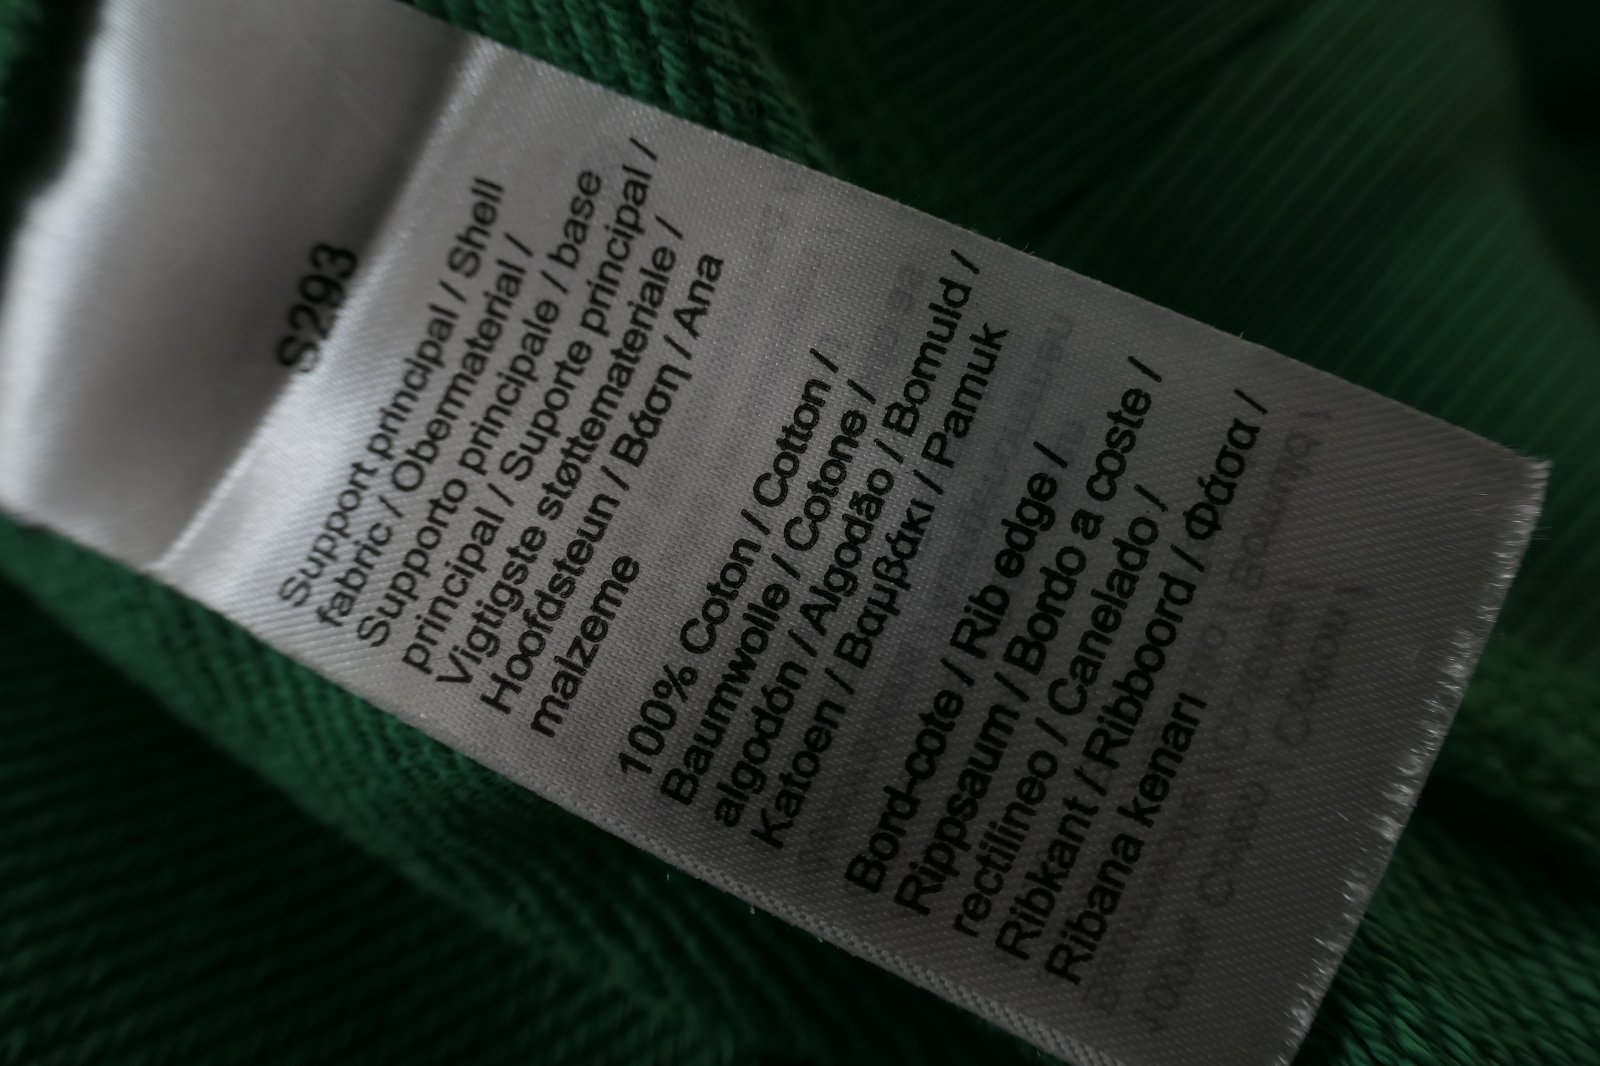 S293
Support principal / Shell
fabric / Obermaterial /
Supporto principale / base
principal / Supporte principal /
Vigtigste støttemateriale /
Hoofdsteun / Βάση / Ana
malzeme
100% Coton / Cotton /
Baumwolle / Cotone /
algodón / Algodão / Bomuld /
Katoen / Βαμβάκι / Pamuk
Bord-cote / Rib edge /
Rippsaum / Bordo a coste /
rectilineo / Canelado /
Ribkant / Ribboord / Φάσα /
Ribana kenari